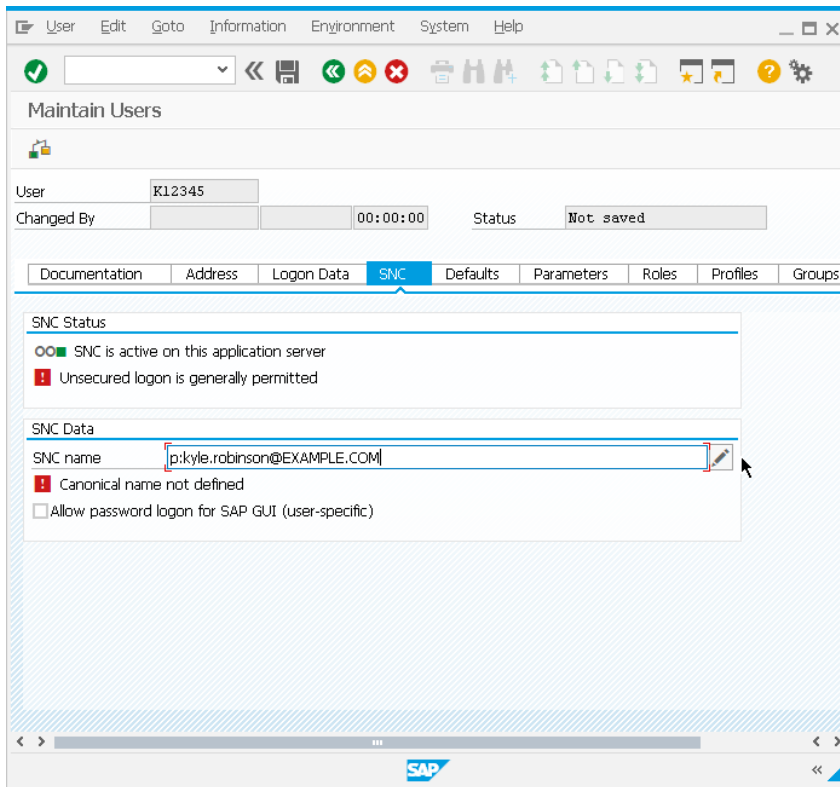 User Edit Goto Information Environment System Help
Maintain Users
User K12345
Changed By 00:00:00 Status Not saved
Documentation Address Logon Data SNC Defaults Parameters Roles Profiles Groups
SNC Status
SNC is active on this application server
Unsecured logon is generally permitted
SNC Data
SNC name p:kyle.robinson@EXAMPLE.COM
Canonical name not defined
Allow password logon for SAP GUI (user-specific)
SAP